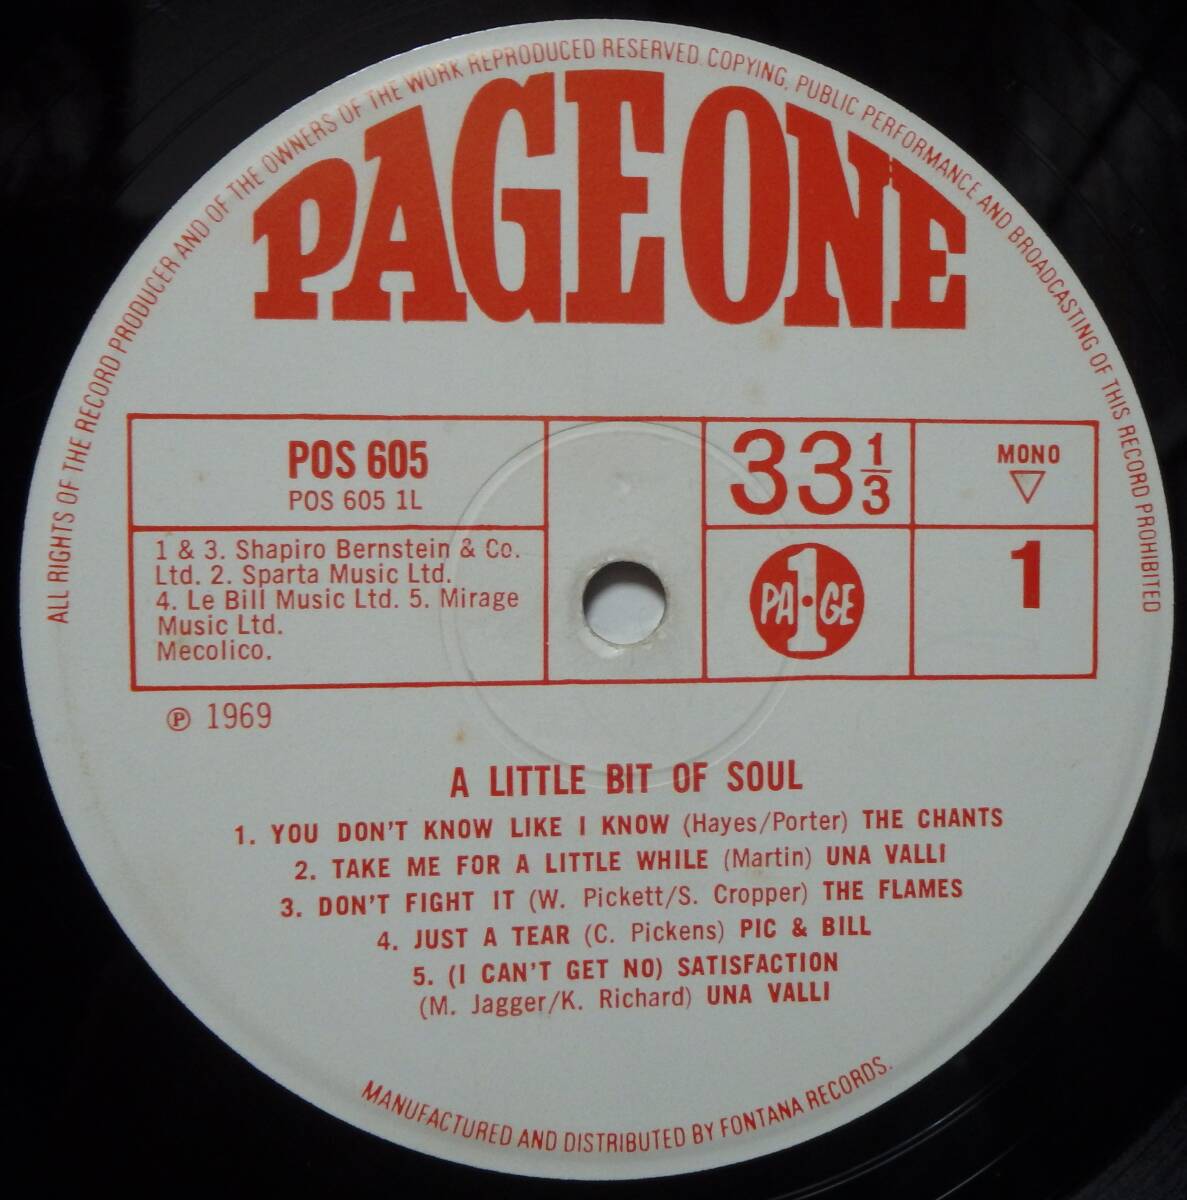 ALL RIGHTS OF THE RECORD PRODUCER AND OF THE OWNERS OF THE WORK REPRODUCED RESERVED. COPYING, PUBLIC PERFORMANCE AND BROADCASTING OF THIS RECORD PROHIBITED
PAGE ONE
POS 605
POS 605 1L
33 1/3
MONO
1 & 3. Shapiro Bernstein & Co.
Ltd. 2. Sparta Music Ltd.
4. Le Bill Music Ltd. 5. Mirage
Music Ltd.
Mecolico.
PA·GE
1
1
℗ 1969
A LITTLE BIT OF SOUL
1. YOU DON'T KNOW LIKE I KNOW (Hayes/Porter) THE CHANTS
2. TAKE ME FOR A LITTLE WHILE (Martin) UNA VALLI
3. DON'T FIGHT IT (W. Pickett/S. Cropper) THE FLAMES
4. JUST A TEAR (C. Pickens) PIC & BILL
5. (I CAN'T GET NO) SATISFACTION
(M. Jagger/K. Richard) UNA VALLI
MANUFACTURED AND DISTRIBUTED BY FONTANA RECORDS.